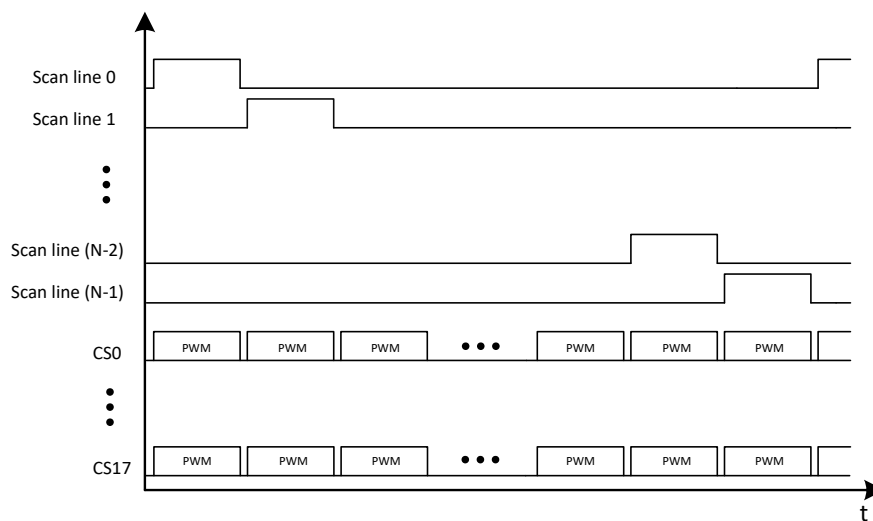 Scan line 0
Scan line 1
Scan line (N-2)
Scan line (N-1)
CS0 PWM PWM PWM PWM PWM PWM
CS17 PWM PWM PWM PWM PWM PWM
t